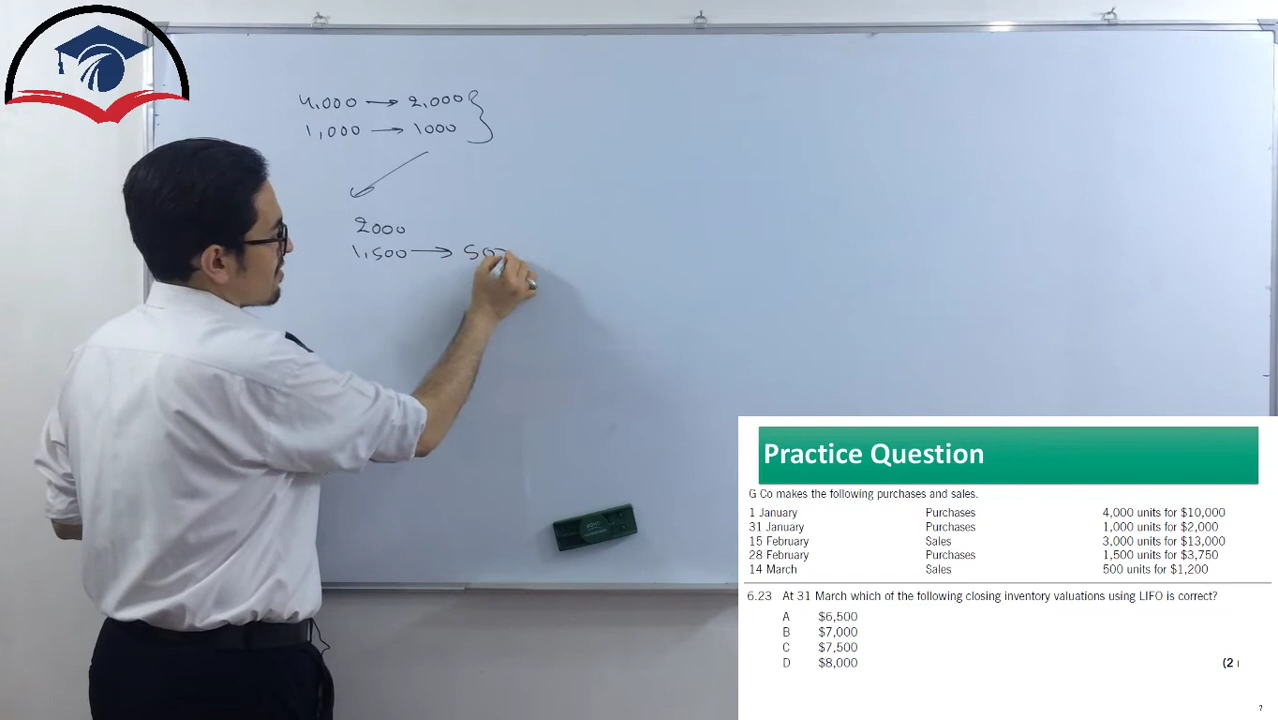 4,000 → 2,000
1,000 → 1000
2000
1,500 → 50
Practice Question
G Co makes the following purchases and sales.
1 January Purchases 4,000 units for $10,000
31 January Purchases 1,000 units for $2,000
15 February Sales 3,000 units for $13,000
28 February Purchases 1,500 units for $3,750
14 March Sales 500 units for $1,200
6.23 At 31 March which of the following closing inventory valuations using LIFO is correct?
A $6,500
B $7,000
C $7,500
D $8,000
(2
7